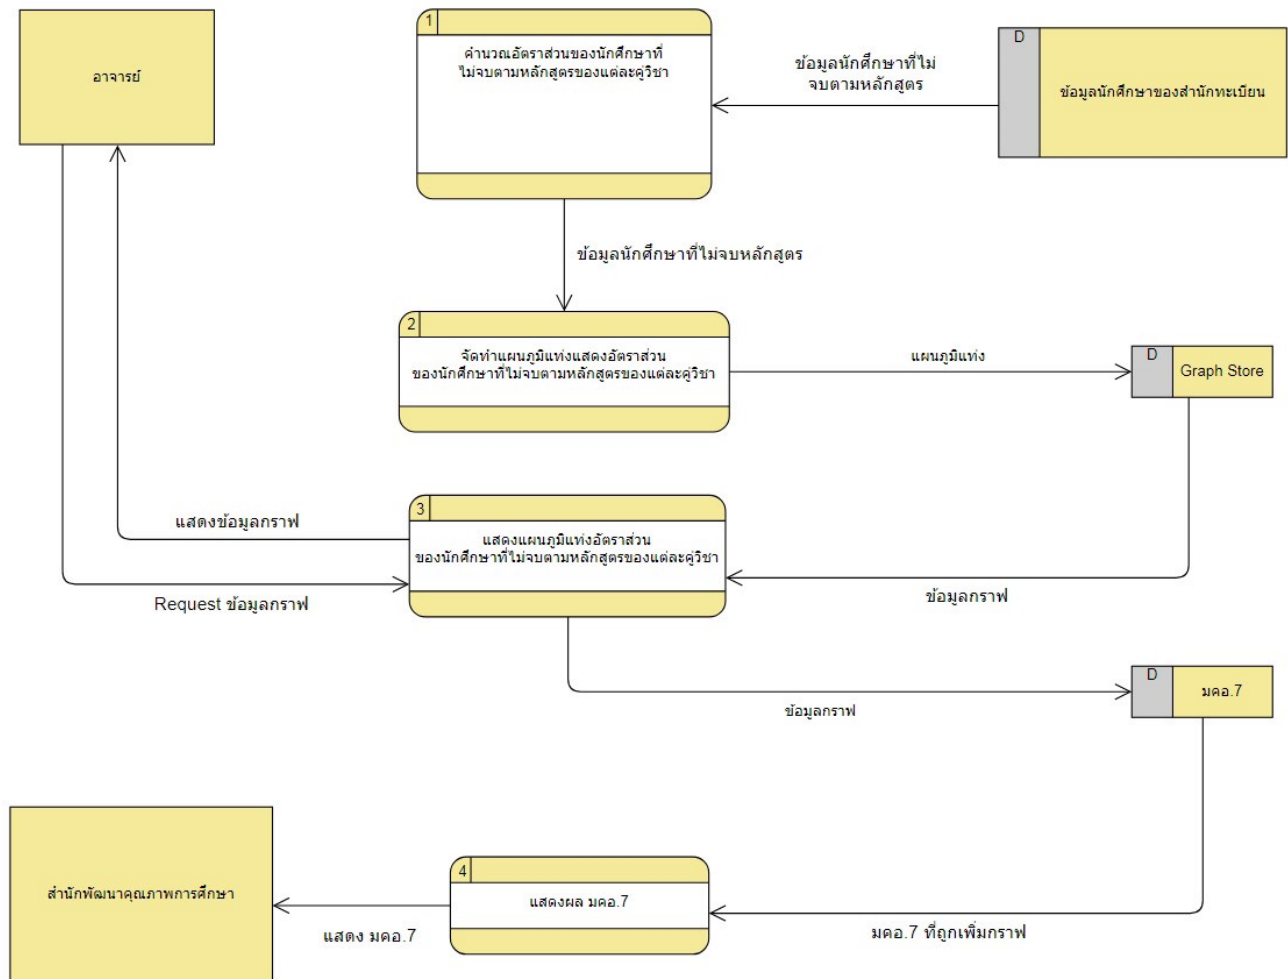 1
คำนวณอัตราส่วนของนักศึกษาที่
ไม่จบตามหลักสูตรของแต่ละคู่วิชา
อาจารย์
ข้อมูลนักศึกษาที่ไม่
จบตามหลักสูตร
D
ข้อมูลนักศึกษาของสำนักทะเบียน
ข้อมูลนักศึกษาที่ไม่จบหลักสูตร
2
จัดทำแผนภูมิแท่งแสดงอัตราส่วน
ของนักศึกษาที่ไม่จบตามหลักสูตรของแต่ละคู่วิชา
แผนภูมิแท่ง
D
Graph Store
แสดงข้อมูลกราฟ
3
แสดงแผนภูมิแท่งอัตราส่วน
ของนักศึกษาที่ไม่จบตามหลักสูตรของแต่ละคู่วิชา
Request ข้อมูลกราฟ
ข้อมูลกราฟ
ข้อมูลกราฟ
D
มคอ.7
สำนักพัฒนาคุณภาพการศึกษา
4
แสดงผล มคอ.7
แสดง มคอ.7
มคอ.7 ที่ถูกเพิ่มกราฟ